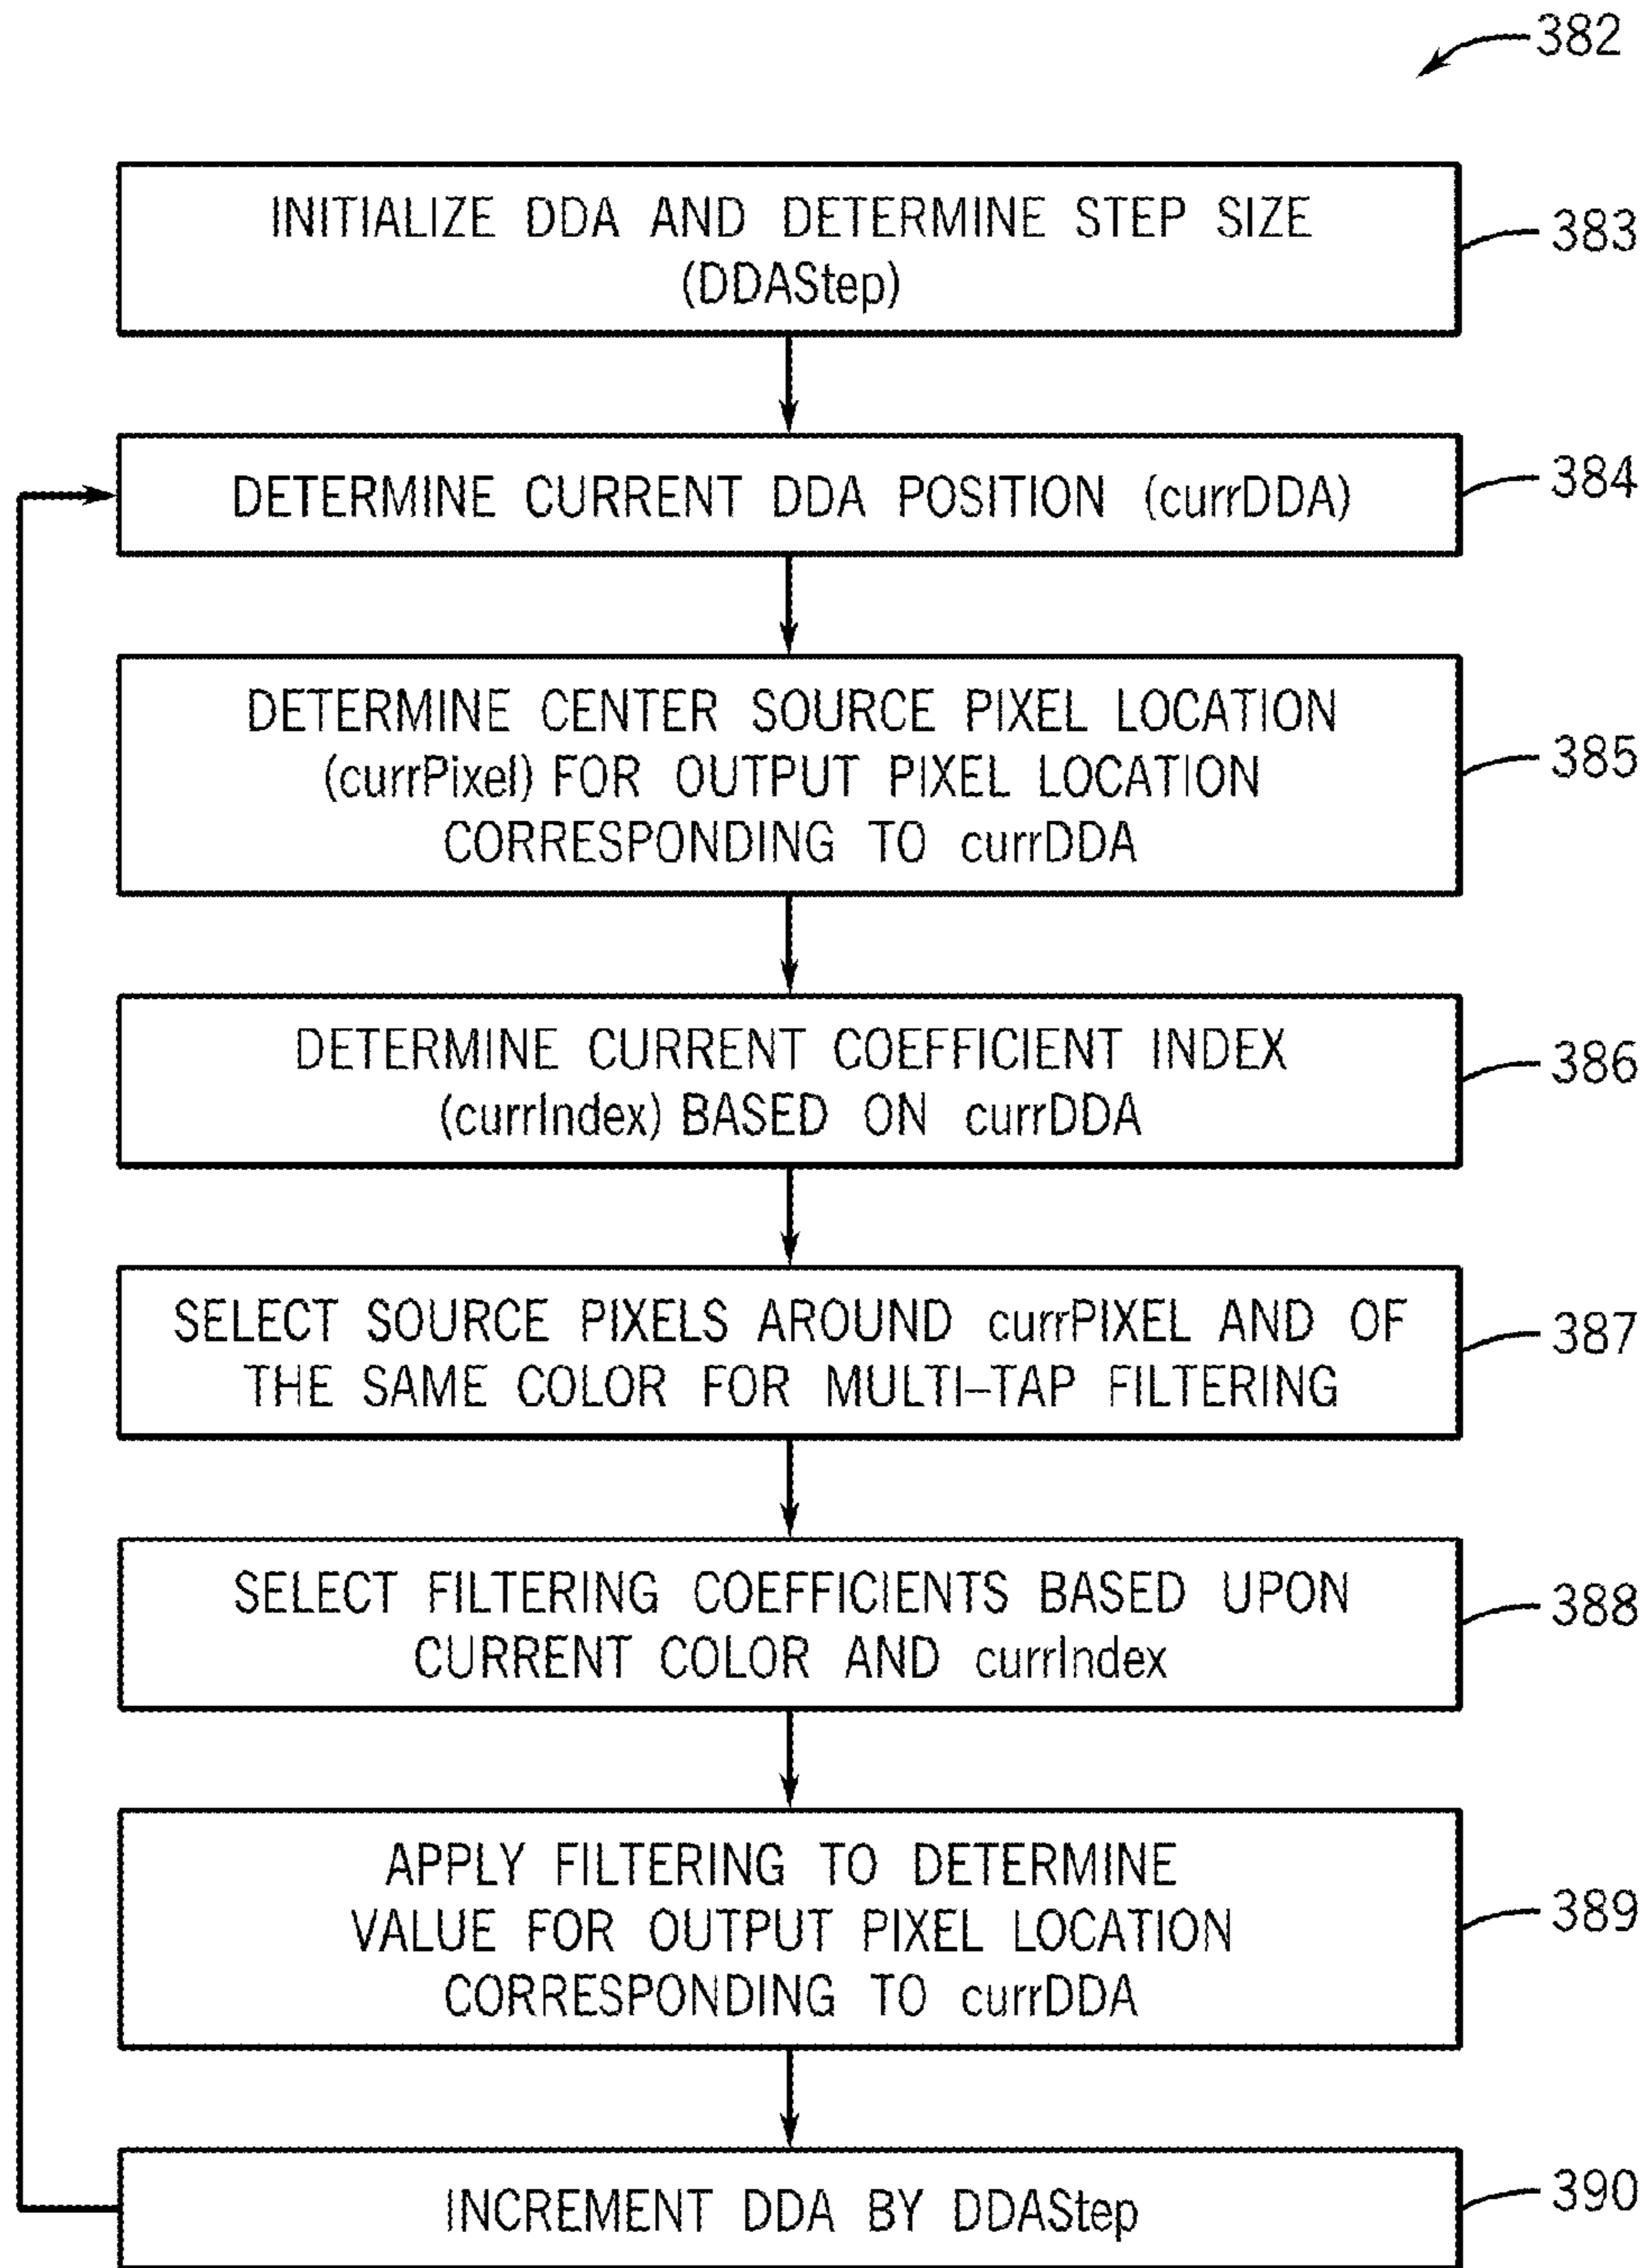 382
INITIALIZE DDA AND DETERMINE STEP SIZE
(DDAStep)
383
DETERMINE CURRENT DDA POSITION (currDDA)
384
DETERMINE CENTER SOURCE PIXEL LOCATION
(currPixel) FOR OUTPUT PIXEL LOCATION
CORRESPONDING TO currDDA
385
DETERMINE CURRENT COEFFICIENT INDEX
(currIndex) BASED ON currDDA
386
SELECT SOURCE PIXELS AROUND currPIXEL AND OF
THE SAME COLOR FOR MULTI–TAP FILTERING
387
SELECT FILTERING COEFFICIENTS BASED UPON
CURRENT COLOR AND currIndex
388
APPLY FILTERING TO DETERMINE
VALUE FOR OUTPUT PIXEL LOCATION
CORRESPONDING TO currDDA
389
INCREMENT DDA BY DDAStep
390